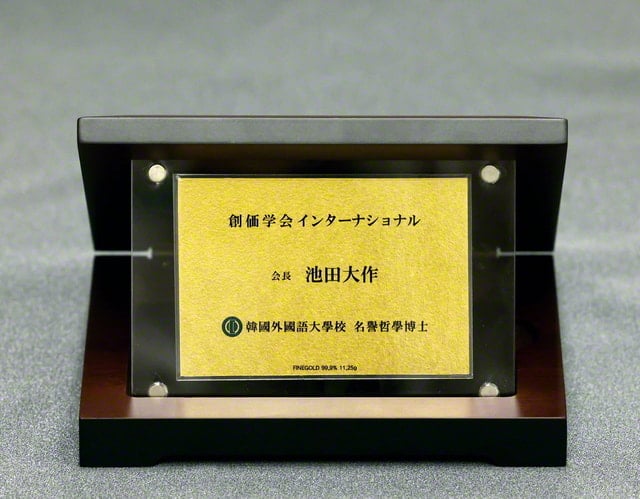 創価学会 インターナショナル
会長 池田大作
韓國外國語大學校 名譽哲學博士
FINEGOLD 99,9% 11,25g